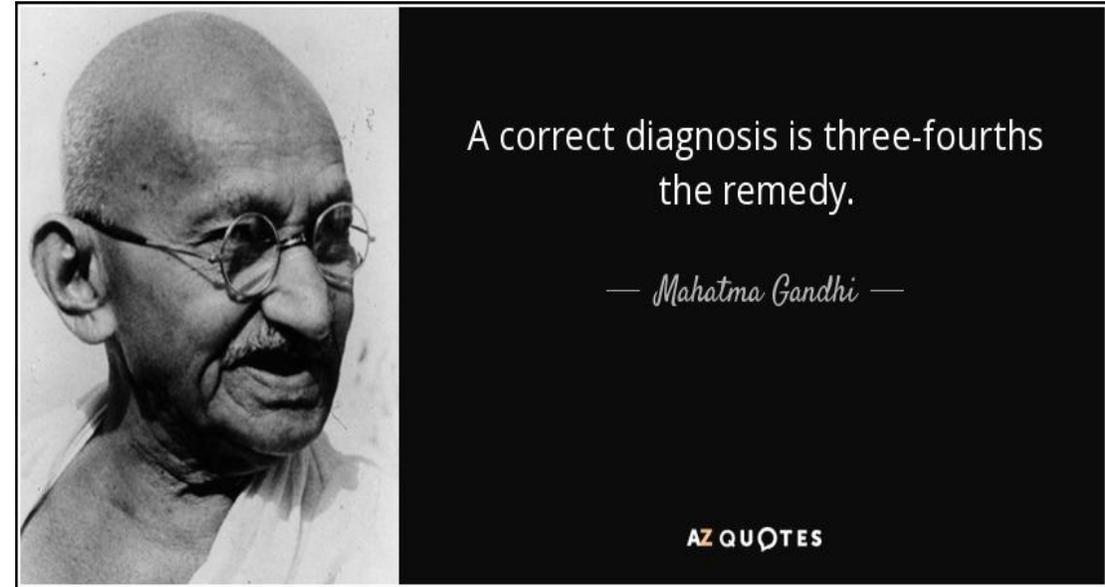 A correct diagnosis is three-fourths
the remedy.
Mahatma Gandhi
AZ QUOTES